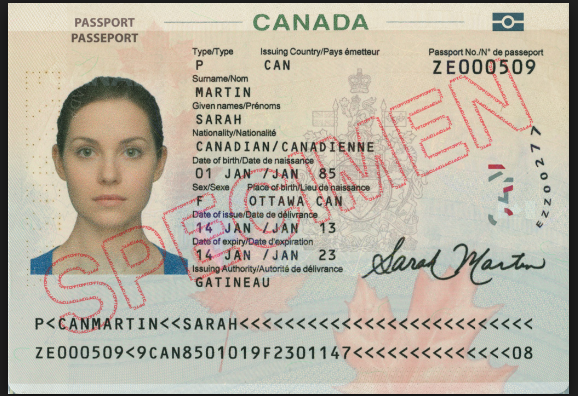 PASSPORT
PASSEPORT
CANADA
Type/Type Issuing Country/Pays émetteur Passport No./N° de passeport
P CAN ZE000509
Surname/Nom
MARTIN
Given names/Prénoms
SARAH
Nationality/Nationalité
CANADIAN/CANADIENNE
Date of birth/Date de naissance
01 JAN /JAN 85
Sex/Sexe Place of birth/Lieu de naissance
F OTTAWA CAN
Date of issue/Date de délivrance
14 JAN /JAN 13
Date of expiry/Date d'expiration
14 JAN /JAN 23
Issuing Authority/Autorité de délivrance
GATINEAU
Sarah Martin
SPECIMEN
EZZ00277
P<CANMARTIN<<SARAH<<<<<<<<<<<<<<<<<<<<<<<<<<
ZE000509<9CAN8501019F2301147<<<<<<<<<<<<<<08